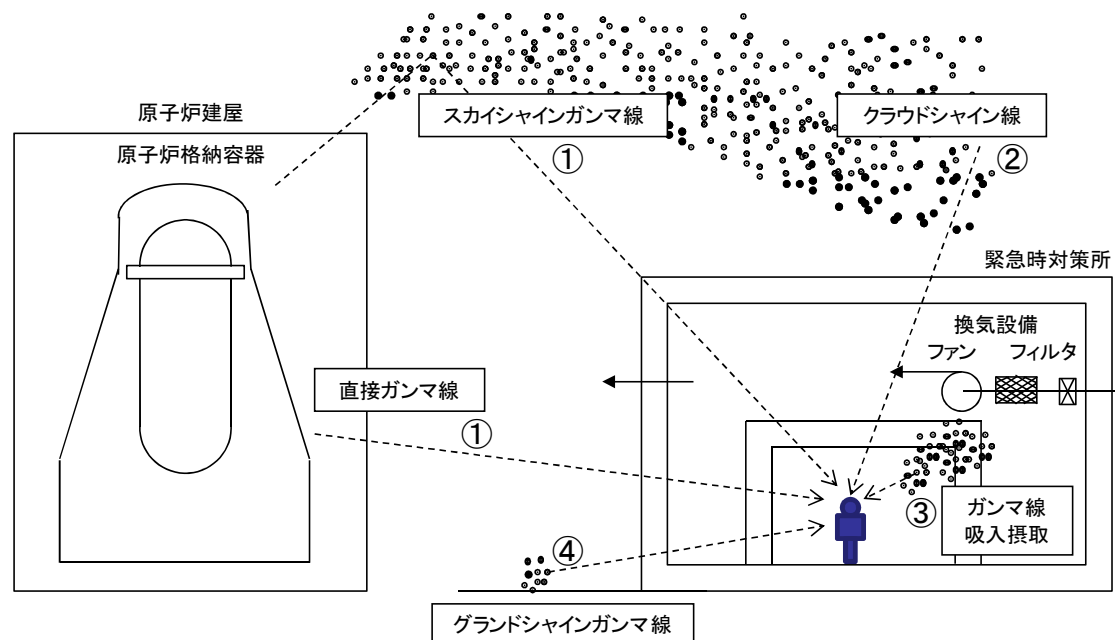 スカイシャインガンマ線
①
クラウドシャイン線
②
原子炉建屋
原子炉格納容器
緊急時対策所
換気設備
ファン
フィルタ
直接ガンマ線
①
③
ガンマ線
吸入摂取
④
グランドシャインガンマ線